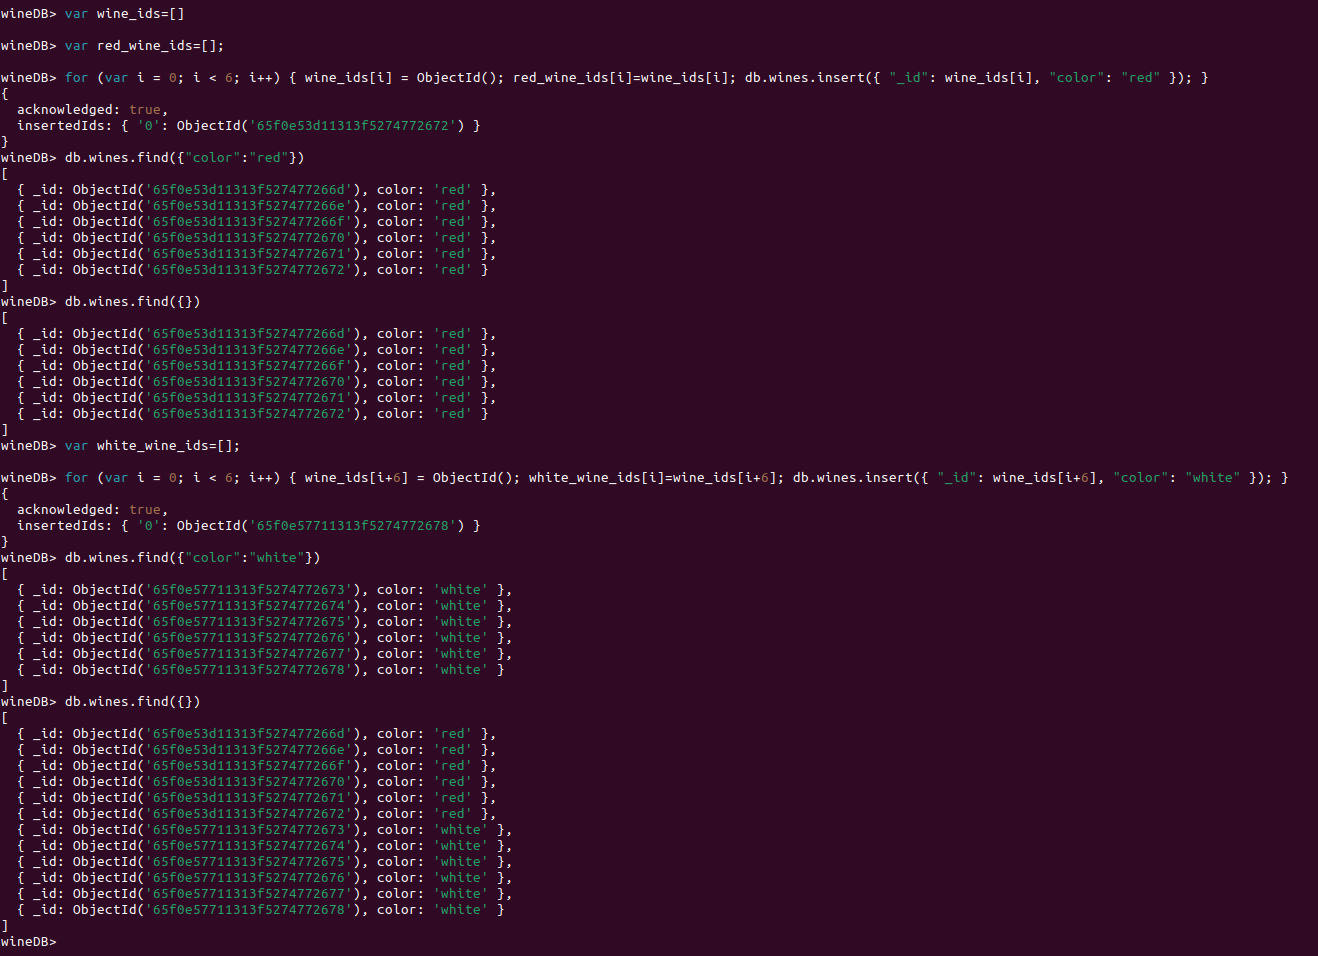 wineDB> var wine_ids=[]
wineDB> var red_wine_ids=[];
wineDB> for (var i = 0; i < 6; i++) { wine_ids[i] = ObjectId(); red_wine_ids[i]=wine_ids[i]; db.wines.insert({ "_id": wine_ids[i], "color": "red" }); }
{
  acknowledged: true,
  insertedIds: { '0': ObjectId('65f0e53d11313f5274772672') }
}
wineDB> db.wines.find({"color":"red"})
[
  { _id: ObjectId('65f0e53d11313f527477266d'), color: 'red' },
  { _id: ObjectId('65f0e53d11313f527477266e'), color: 'red' },
  { _id: ObjectId('65f0e53d11313f527477266f'), color: 'red' },
  { _id: ObjectId('65f0e53d11313f5274772670'), color: 'red' },
  { _id: ObjectId('65f0e53d11313f5274772671'), color: 'red' },
  { _id: ObjectId('65f0e53d11313f5274772672'), color: 'red' }
]
wineDB> db.wines.find({})
[
  { _id: ObjectId('65f0e53d11313f527477266d'), color: 'red' },
  { _id: ObjectId('65f0e53d11313f527477266e'), color: 'red' },
  { _id: ObjectId('65f0e53d11313f527477266f'), color: 'red' },
  { _id: ObjectId('65f0e53d11313f5274772670'), color: 'red' },
  { _id: ObjectId('65f0e53d11313f5274772671'), color: 'red' },
  { _id: ObjectId('65f0e53d11313f5274772672'), color: 'red' }
]
wineDB> var white_wine_ids=[];
wineDB> for (var i = 0; i < 6; i++) { wine_ids[i+6] = ObjectId(); white_wine_ids[i]=wine_ids[i+6]; db.wines.insert({ "_id": wine_ids[i+6], "color": "white" }); }
{
  acknowledged: true,
  insertedIds: { '0': ObjectId('65f0e57711313f5274772678') }
}
wineDB> db.wines.find({"color":"white"})
[
  { _id: ObjectId('65f0e57711313f5274772673'), color: 'white' },
  { _id: ObjectId('65f0e57711313f5274772674'), color: 'white' },
  { _id: ObjectId('65f0e57711313f5274772675'), color: 'white' },
  { _id: ObjectId('65f0e57711313f5274772676'), color: 'white' },
  { _id: ObjectId('65f0e57711313f5274772677'), color: 'white' },
  { _id: ObjectId('65f0e57711313f5274772678'), color: 'white' }
]
wineDB> db.wines.find({})
[
  { _id: ObjectId('65f0e53d11313f527477266d'), color: 'red' },
  { _id: ObjectId('65f0e53d11313f527477266e'), color: 'red' },
  { _id: ObjectId('65f0e53d11313f527477266f'), color: 'red' },
  { _id: ObjectId('65f0e53d11313f5274772670'), color: 'red' },
  { _id: ObjectId('65f0e53d11313f5274772671'), color: 'red' },
  { _id: ObjectId('65f0e53d11313f5274772672'), color: 'red' },
  { _id: ObjectId('65f0e57711313f5274772673'), color: 'white' },
  { _id: ObjectId('65f0e57711313f5274772674'), color: 'white' },
  { _id: ObjectId('65f0e57711313f5274772675'), color: 'white' },
  { _id: ObjectId('65f0e57711313f5274772676'), color: 'white' },
  { _id: ObjectId('65f0e57711313f5274772677'), color: 'white' },
  { _id: ObjectId('65f0e57711313f5274772678'), color: 'white' }
]
wineDB>